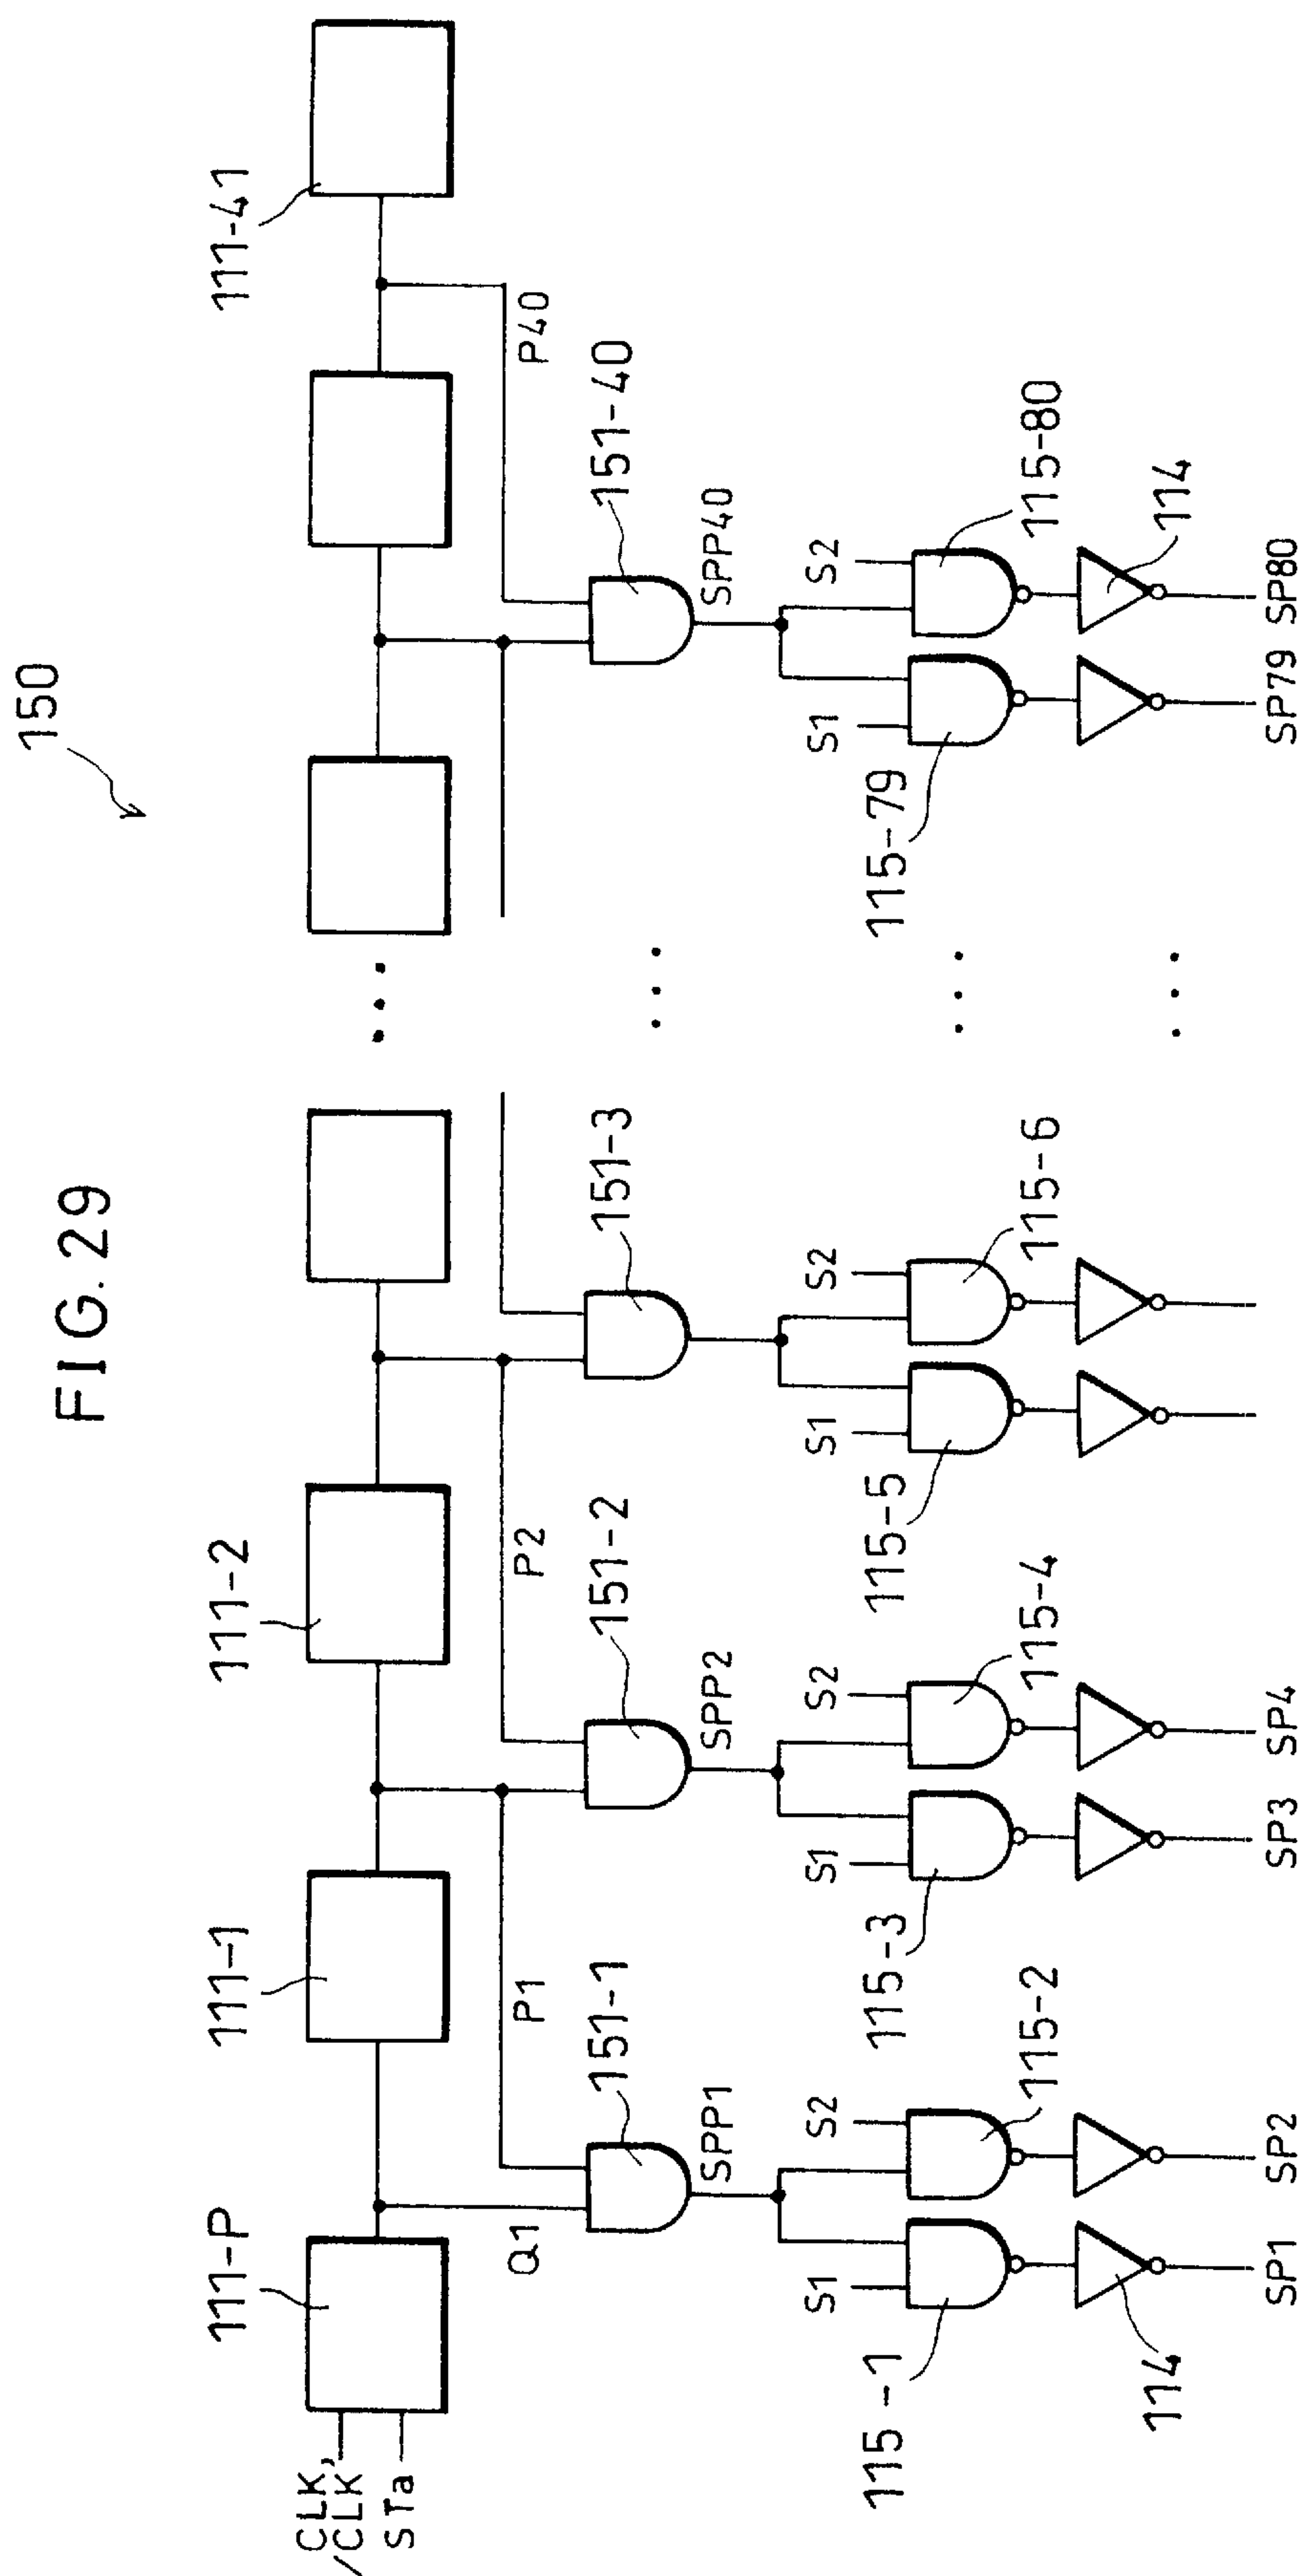 FIG. 29
150
111-P
111-1
111-2
111-41
CLK,
/CLK
STa
Q1
P1
P2
P40
151-1
151-2
151-3
151-40
SPP1
SPP2
SPP40
S1
S2
S1
S2
S1
S2
S1
S2
115-1
115-2
115-3
115-4
115-5
115-6
115-79
115-80
114
114
SP1
SP2
SP3
SP4
SP79
SP80